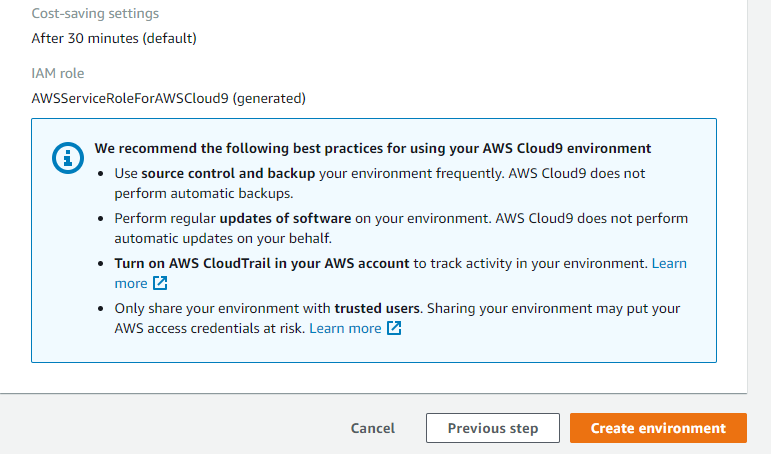 Cost-saving settings
After 30 minutes (default)
IAM role
AWSServiceRoleForAWSCloud9 (generated)
We recommend the following best practices for using your AWS Cloud9 environment
• Use source control and backup your environment frequently. AWS Cloud9 does not
perform automatic backups.
• Perform regular updates of software on your environment. AWS Cloud9 does not perform
automatic updates on your behalf.
• Turn on AWS CloudTrail in your AWS account to track activity in your environment. Learn
more
• Only share your environment with trusted users. Sharing your environment may put your
AWS access credentials at risk. Learn more
Cancel Previous step Create environment